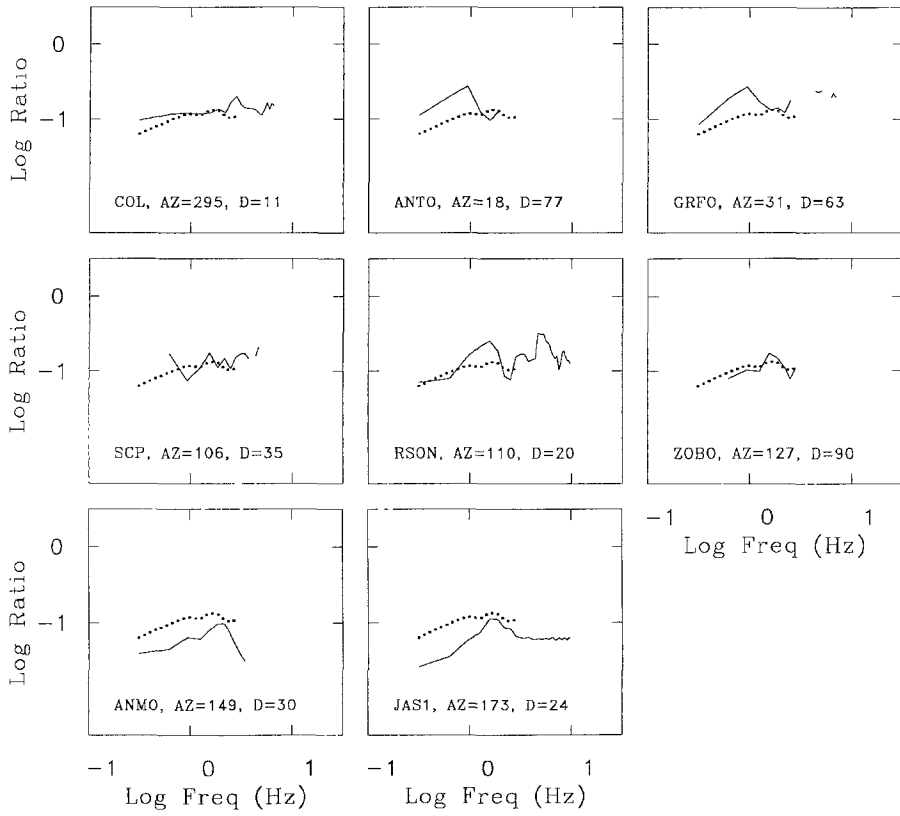 Log Ratio
0
-1
COL, AZ=295, D=11
ANTO, AZ=18, D=77
GRFO, AZ=31, D=63
Log Ratio
0
-1
SCP, AZ=106, D=35
RSON, AZ=110, D=20
ZOBO, AZ=127, D=90
-1 0 1
Log Freq (Hz)
Log Ratio
0
-1
ANMO, AZ=149, D=30
JAS1, AZ=173, D=24
-1 0 1
Log Freq (Hz)
-1 0 1
Log Freq (Hz)